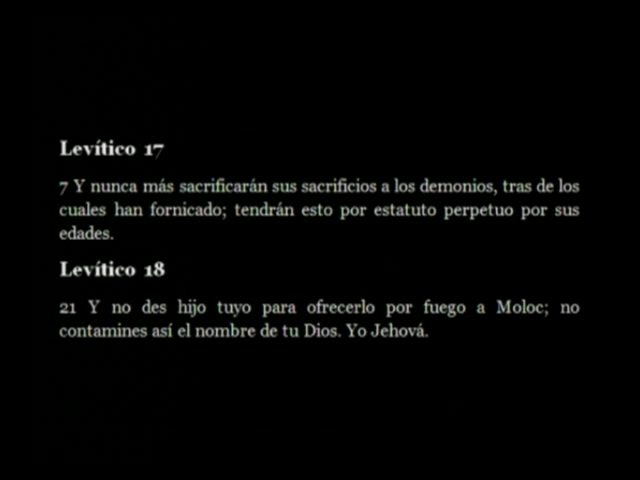 Levítico 17
7 Y nunca más sacrificarán sus sacrificios a los demonios, tras de los
cuales han fornicado; tendrán esto por estatuto perpetuo por sus
edades.
Levítico 18
21 Y no des hijo tuyo para ofrecerlo por fuego a Moloc; no
contamines así el nombre de tu Dios. Yo Jehová.